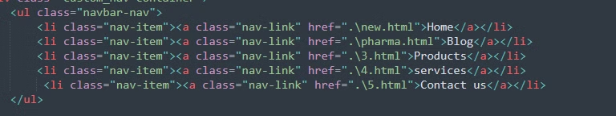 <ul class="navbar-nav">
<li class="nav-item"><a class="nav-link" href=".\new.html">Home</a></li>
<li class="nav-item"><a class="nav-link" href=".\pharma.html">Blog</a></li>
<li class="nav-item"><a class="nav-link" href=".\3.html">Products</a></li>
<li class="nav-item"><a class="nav-link" href=".\4.html">services</a></li>
<li class="nav-item"><a class="nav-link" href=".\5.html">Contact us</a></li>
</ul>